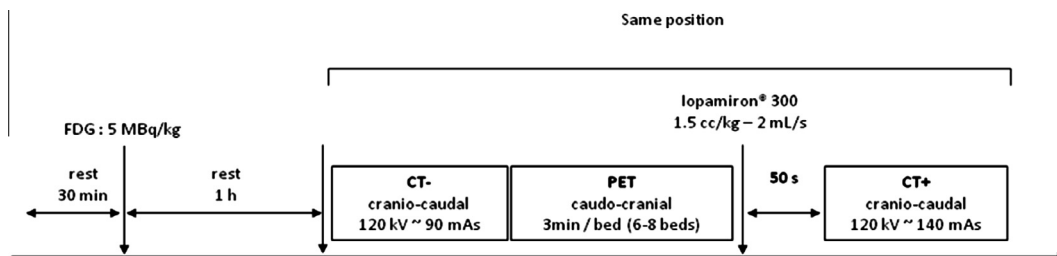 Same position
Iopamiron® 300
1.5 cc/kg – 2 mL/s
FDG : 5 MBq/kg
rest
30 min
rest
1 h
CT-
cranio-caudal
120 kV ~ 90 mAs
PET
caudo-cranial
3min / bed (6-8 beds)
50 s
CT+
cranio-caudal
120 kV ~ 140 mAs